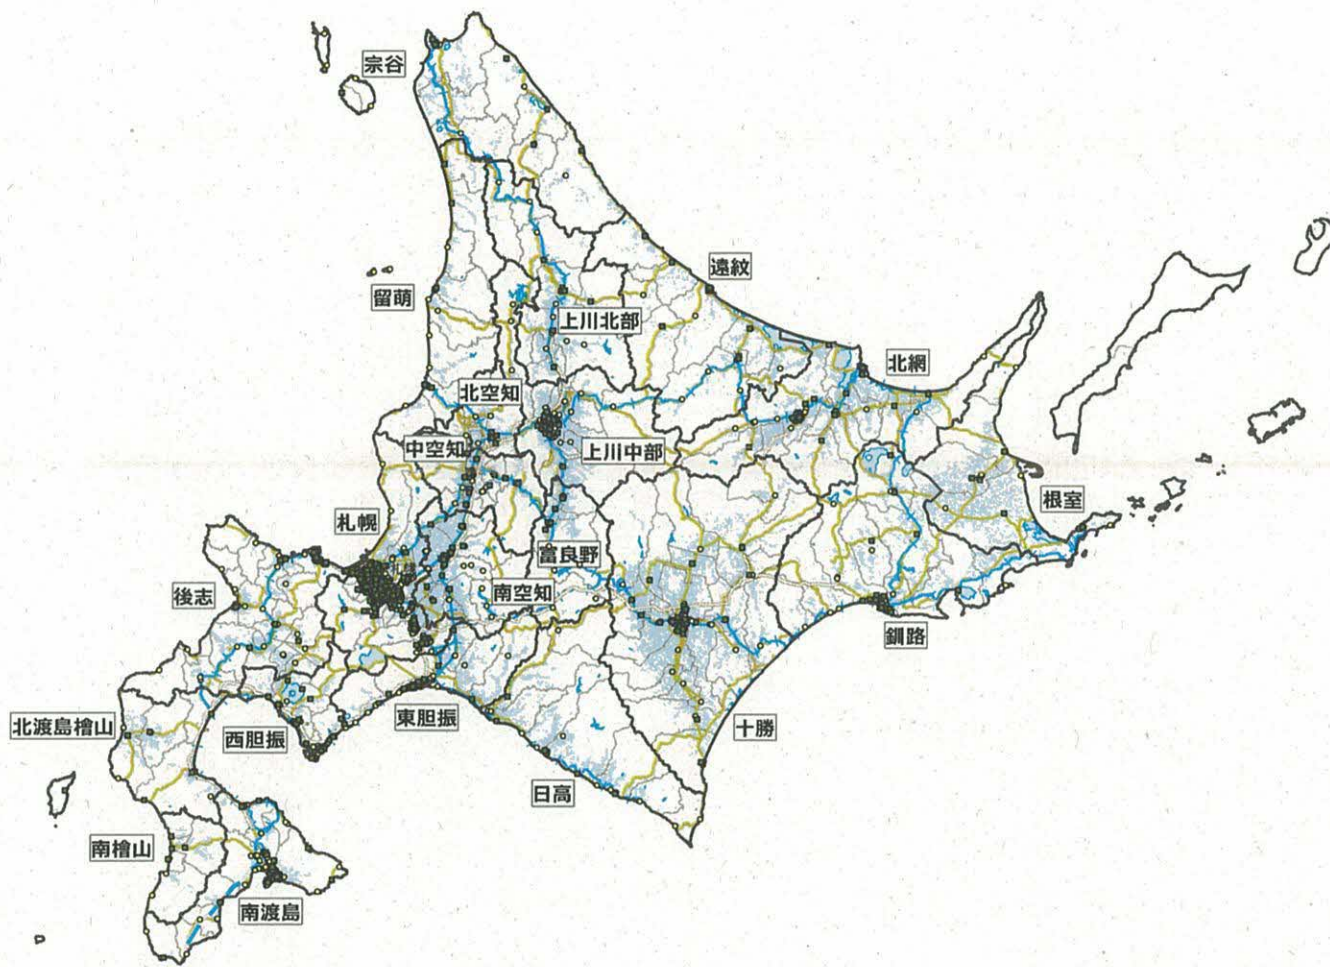 宗谷
遠紋
留萌
上川北部
北網
北空知
中空知
上川中部
根室
札幌
富良野
後志
南空知
釧路
東胆振
北渡島檜山
西胆振
十勝
日高
南檜山
南渡島